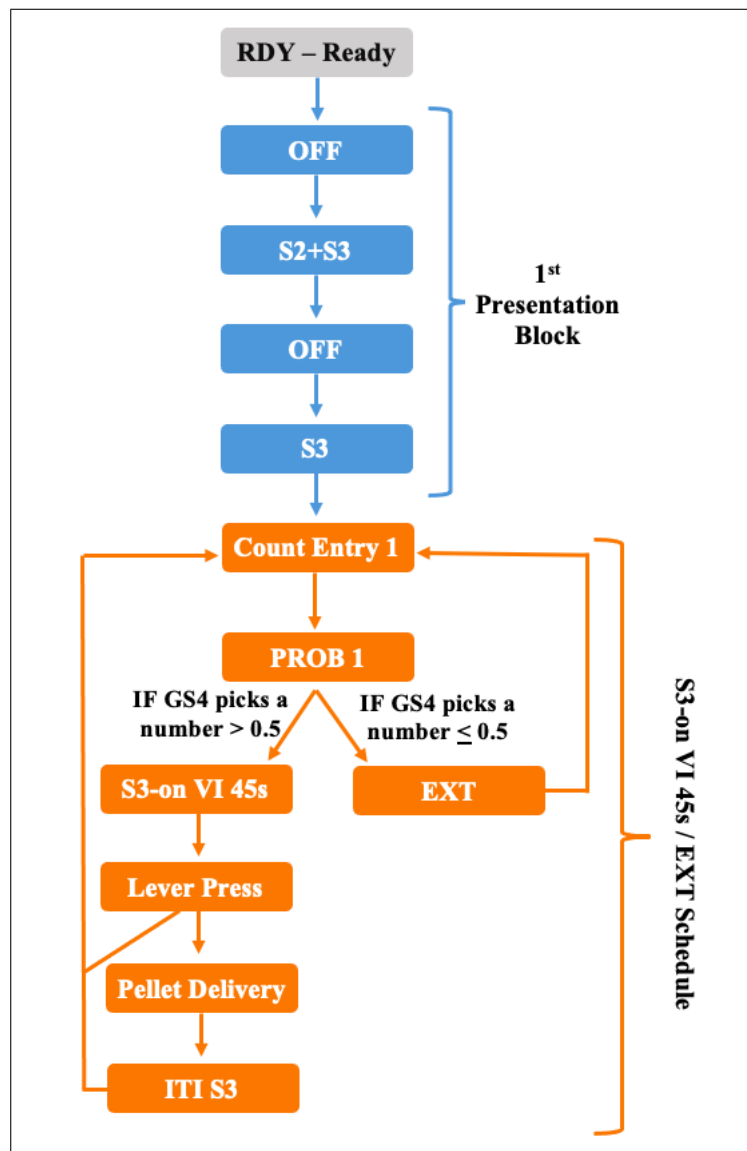 RDY – Ready
OFF
S2+S3
OFF
S3
1st
Presentation
Block
Count Entry 1
PROB 1
IF GS4 picks a
number > 0.5
IF GS4 picks a
number ≤ 0.5
S3-on VI 45s
EXT
Lever Press
Pellet Delivery
ITI S3
S3-on VI 45s / EXT Schedule